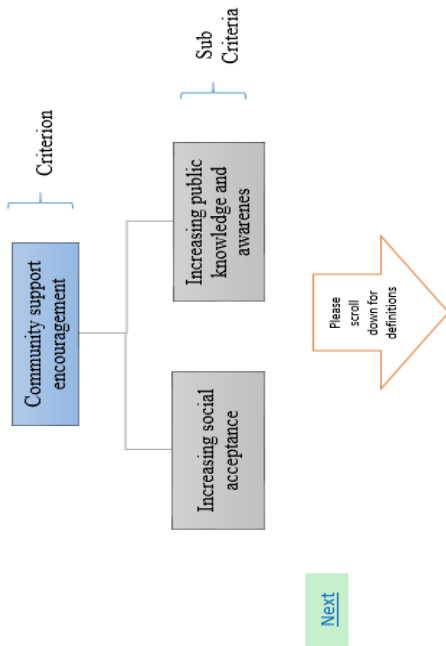 Community support
encouragement
Criterion
Increasing social
acceptance
Increasing public
knowledge and
awarenes
Sub
Criteria
Please
scroll
down for
definitions
Next